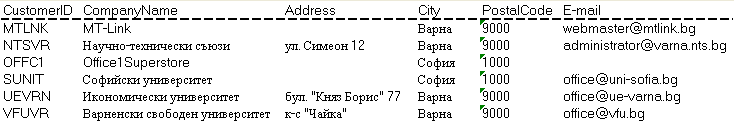 CustomerID CompanyName Address City PostalCode E-mail
MTLNK MT-Link Варна 9000 webmaster@mtlink.bg
NTSVR Научно-технически съюзи ул. Симеон 12 Варна 9000 administrator@varna.nts.bg
OFFC1 Office1Superstore София 1000
SUNIT Софийски университет София 1000 office@uni-sofia.bg
UEVRN Икономически университет бул. "Княз Борис" 77 Варна 9000 office@ue-varna.bg
VFUVR Варненски свободен университет к-с "Чайка" Варна 9000 office@vfu.bg